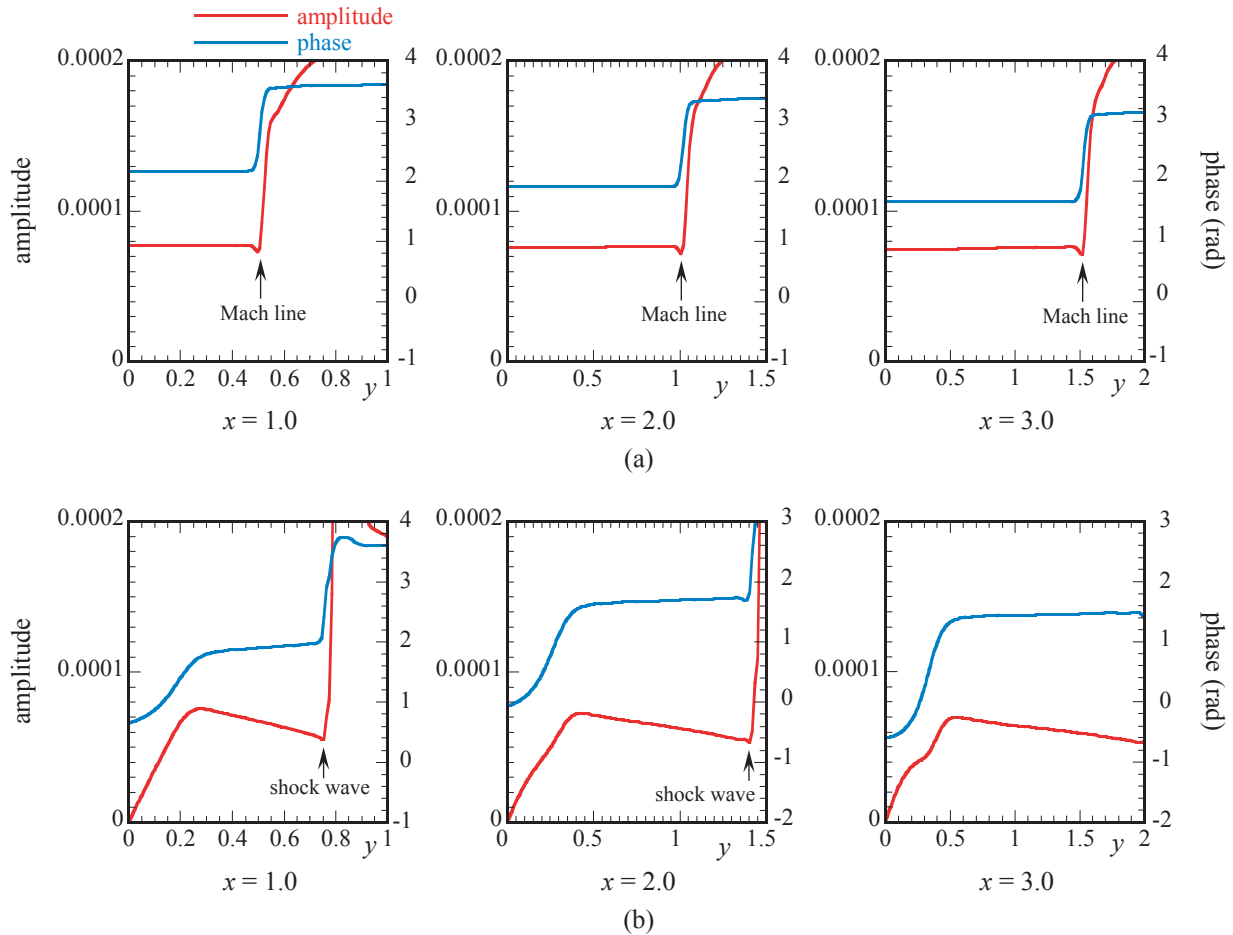 amplitude
phase
0.0002
0.0001
0
4
3
2
1
0
-1
0 0.2 0.4 0.6 0.8 y 1
Mach line
x = 1.0
0.0002
0.0001
0
4
3
2
1
0
-1
0 0.5 1 y 1.5
Mach line
x = 2.0
0.0002
0.0001
0
4
3
2
1
0
-1
0 0.5 1 1.5 y 2
Mach line
x = 3.0
amplitude
phase (rad)
(a)
0.0002
0.0001
0
4
3
2
1
0
-1
0 0.2 0.4 0.6 0.8 y 1
shock wave
x = 1.0
0.0002
0.0001
0
3
2
1
0
-1
-2
0 0.5 1 y 1.5
shock wave
x = 2.0
0.0002
0.0001
0
3
2
1
0
-1
-2
0 0.5 1 1.5 y 2
x = 3.0
amplitude
phase (rad)
(b)